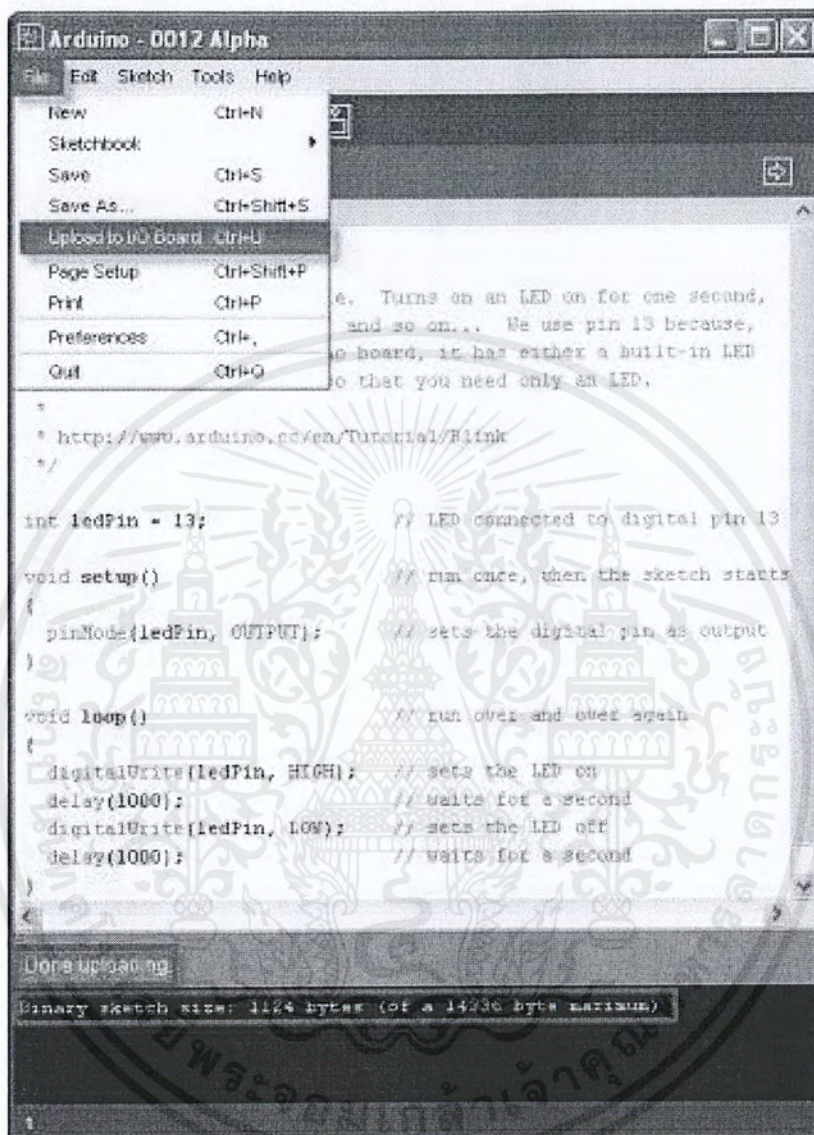 Arduino - 0012 Alpha
File Edit Sketch Tools Help
New Ctrl+N
Sketchbook
Save Ctrl+S
Save As... Ctrl+Shift+S
Upload to I/O Board Ctrl+U
Page Setup Ctrl+Shift+P
Print Ctrl+P
Preferences Ctrl+,
Quit Ctrl+Q
e. Turns on an LED on for one second,
and so on... We use pin 13 because,
no board, it has either a built-in LED
so that you need only an LED.
*
* http://www.arduino.cc/en/Tutorial/Blink
*/
int ledPin = 13; // LED connected to digital pin 13
void setup() // run once, when the sketch starts
{
pinMode(ledPin, OUTPUT); // sets the digital pin as output
}
void loop() // run over and over again
{
digitalWrite(ledPin, HIGH); // sets the LED on
delay(1000); // waits for a second
digitalWrite(ledPin, LOW); // sets the LED off
delay(1000); // waits for a second
}
Done uploading.
Binary sketch size: 1124 bytes (of a 14336 byte maximum)
1